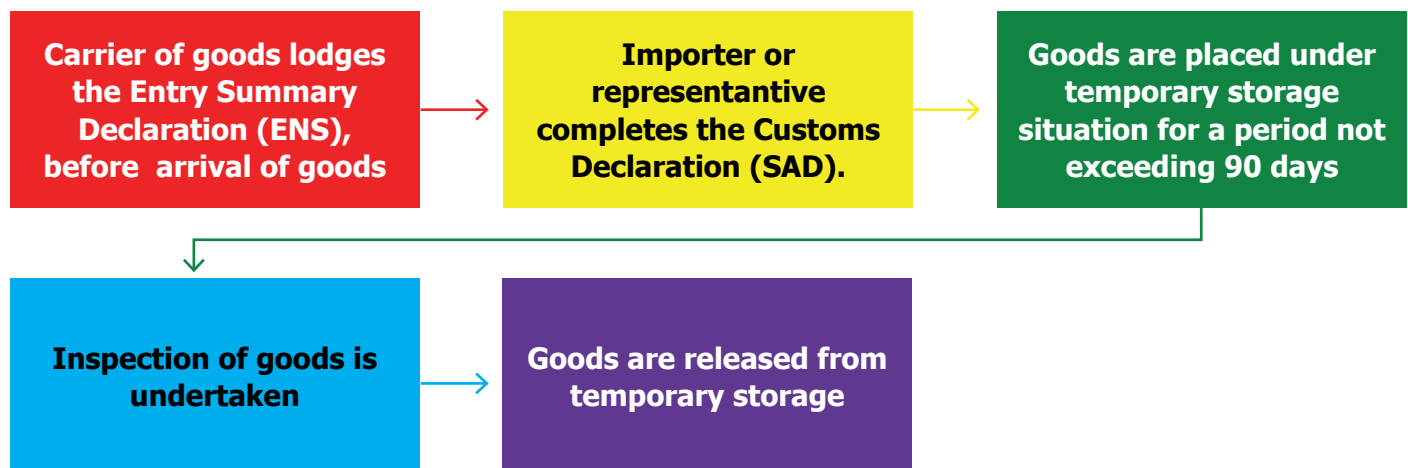 Carrier of goods lodges
the Entry Summary
Declaration (ENS),
before  arrival of goods
Importer or
representantive
completes the Customs
Declaration (SAD).
Goods are placed under
temporary storage
situation for a period not
exceeding 90 days
Inspection of goods is
undertaken
Goods are released from
temporary storage